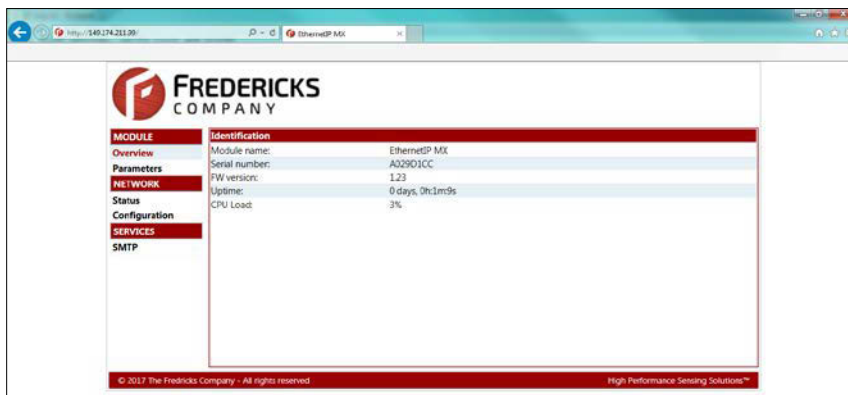 http://149.174.211.39/
EthernetIP MX
FREDERICKS
COMPANY
MODULE
Overview
Parameters
NETWORK
Status
Configuration
SERVICES
SMTP
Identification
Module name: EthernetIP MX
Serial number: A029D1CC
FW version: 1.23
Uptime: 0 days, 0h:1m:9s
CPU Load: 3%
© 2017 The Fredricks Company - All rights reserved
High Performance Sensing Solutions™